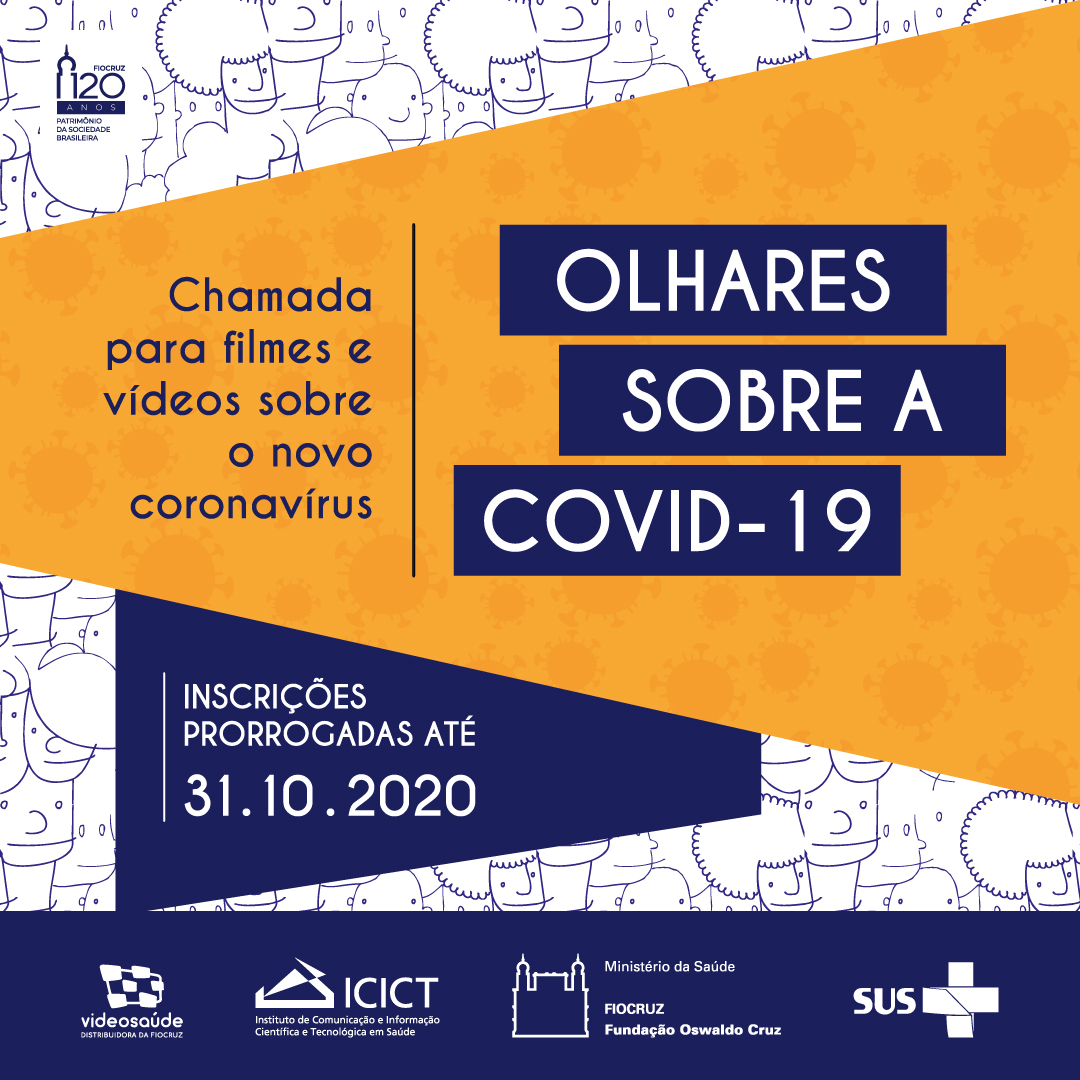 FIOCRUZ
120
ANOS
PATRIMÔNIO
DA SOCIEDADE
BRASILEIRA
Chamada
para filmes e
vídeos sobre
o novo
coronavírus
OLHARES
SOBRE A
COVID-19
INSCRIÇÕES
PRORROGADAS ATÉ
31.10.2020
videosaúde
DISTRIBUIDORA DA FIOCRUZ
ICICT
Instituto de Comunicação e Informação
Científica e Tecnológica em Saúde
Ministério da Saúde
FIOCRUZ
Fundação Oswaldo Cruz
SUS